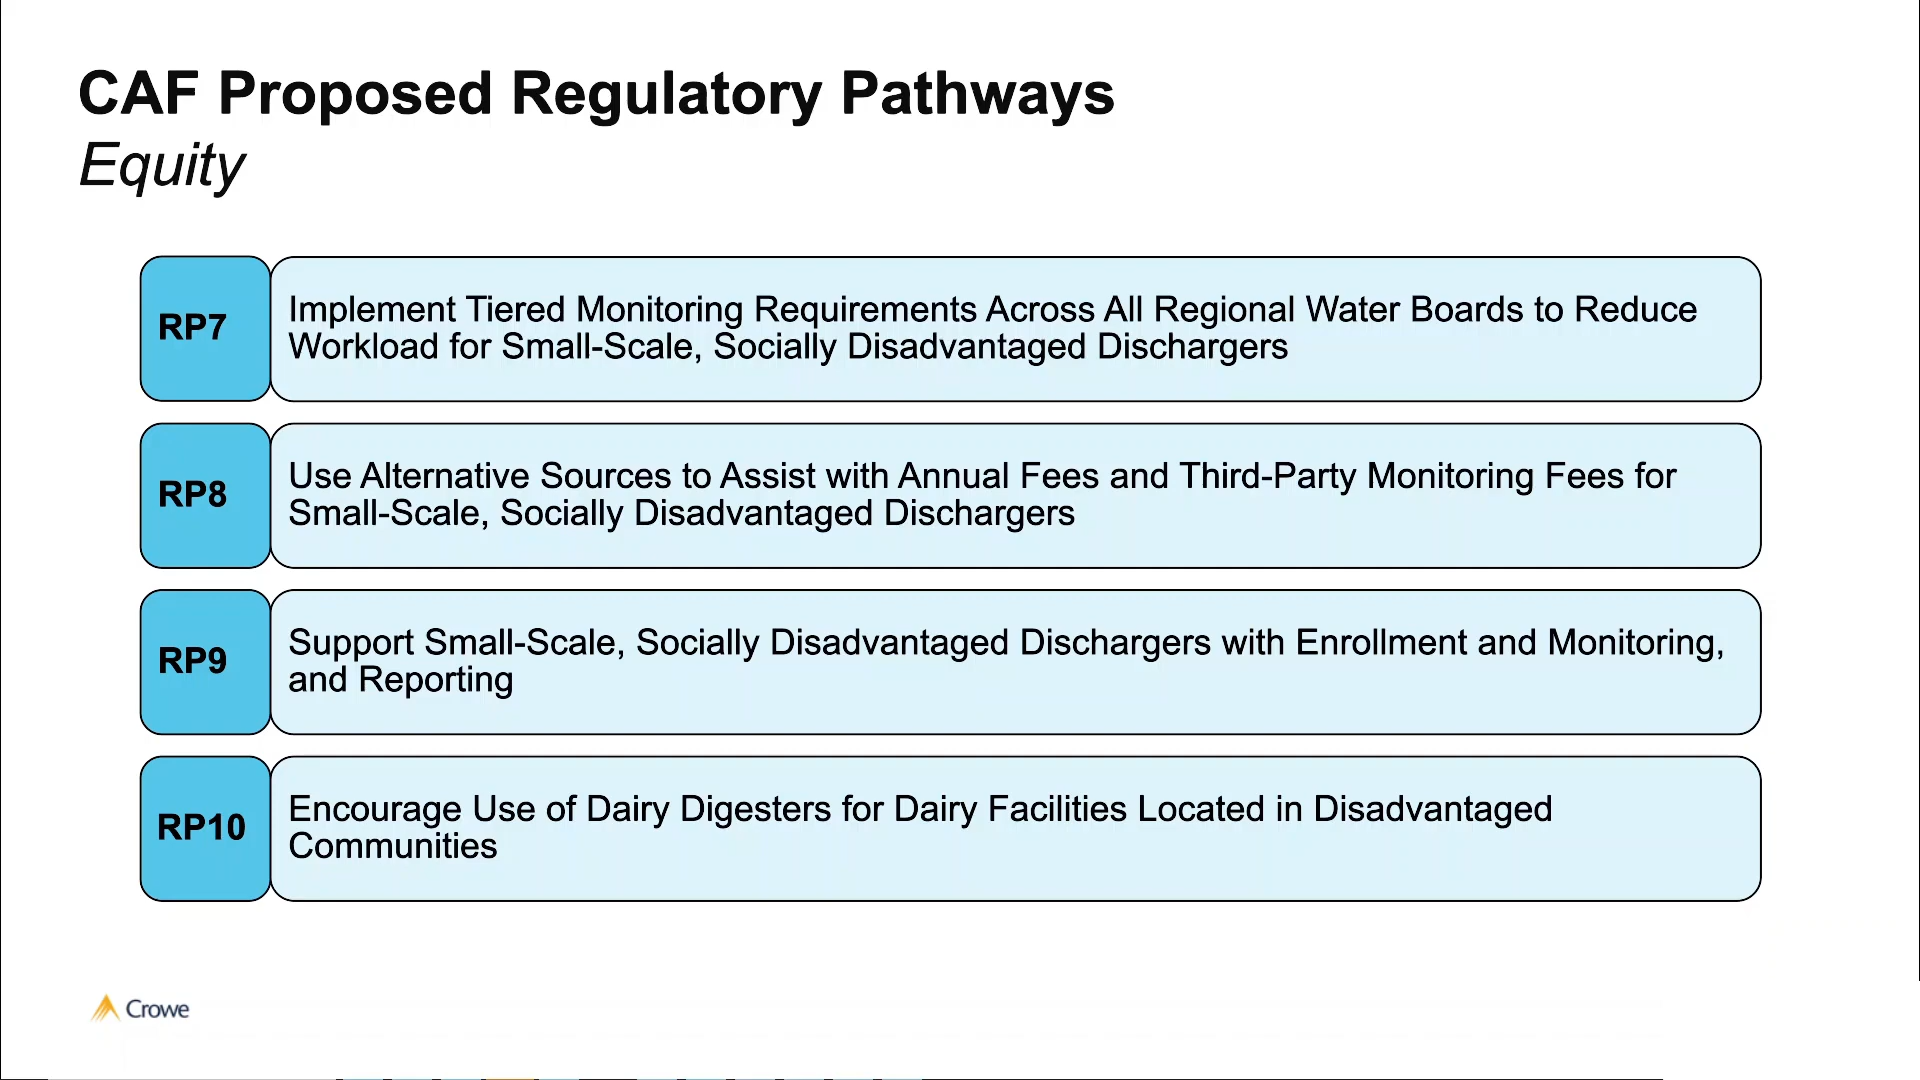 CAF Proposed Regulatory Pathways
Equity
RP7
Implement Tiered Monitoring Requirements Across All Regional Water Boards to Reduce
Workload for Small-Scale, Socially Disadvantaged Dischargers
RP8
Use Alternative Sources to Assist with Annual Fees and Third-Party Monitoring Fees for
Small-Scale, Socially Disadvantaged Dischargers
RP9
Support Small-Scale, Socially Disadvantaged Dischargers with Enrollment and Monitoring,
and Reporting
RP10
Encourage Use of Dairy Digesters for Dairy Facilities Located in Disadvantaged
Communities
Crowe